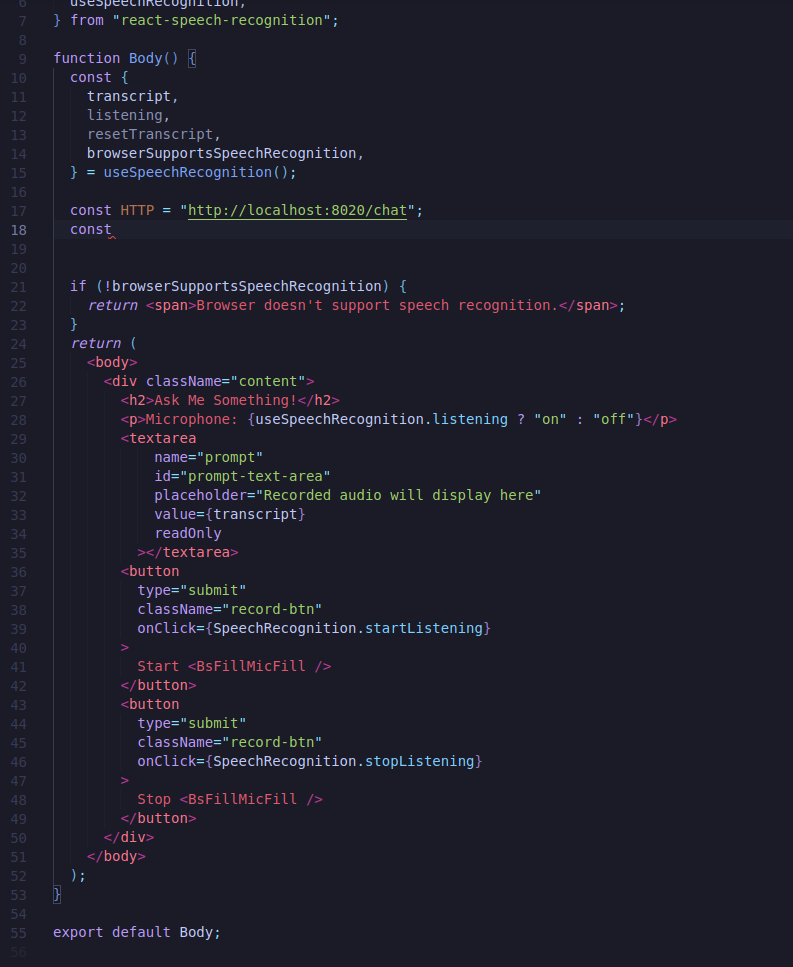 6 useSpeechRecognition,
7 } from "react-speech-recognition";
8
9 function Body() {
10 const {
11 transcript,
12 listening,
13 resetTranscript,
14 browserSupportsSpeechRecognition,
15 } = useSpeechRecognition();
16
17 const HTTP = "http://localhost:8020/chat";
18 const
19
20
21 if (!browserSupportsSpeechRecognition) {
22 return <span>Browser doesn't support speech recognition.</span>;
23 }
24 return (
25 <body>
26 <div className="content">
27 <h2>Ask Me Something!</h2>
28 <p>Microphone: {useSpeechRecognition.listening ? "on" : "off"}</p>
29 <textarea
30 name="prompt"
31 id="prompt-text-area"
32 placeholder="Recorded audio will display here"
33 value={transcript}
34 readOnly
35 ></textarea>
36 <button
37 type="submit"
38 className="record-btn"
39 onClick={SpeechRecognition.startListening}
40 >
41 Start <BsFillMicFill />
42 </button>
43 <button
44 type="submit"
45 className="record-btn"
46 onClick={SpeechRecognition.stopListening}
47 >
48 Stop <BsFillMicFill />
49 </button>
50 </div>
51 </body>
52 );
53 }
54
55 export default Body;
56